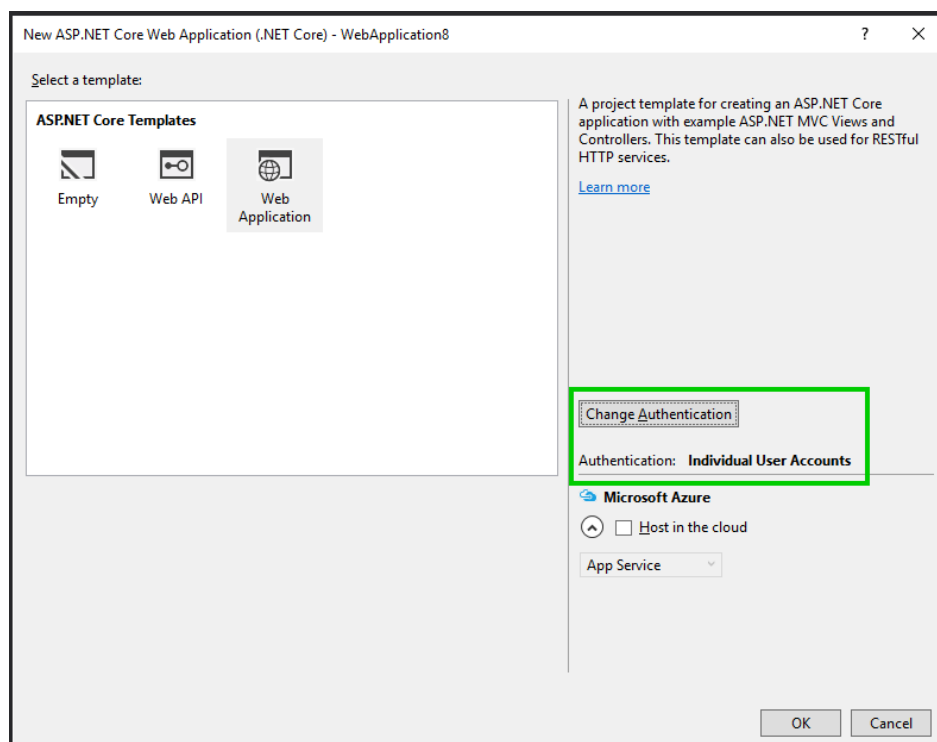 New ASP.NET Core Web Application (.NET Core) - WebApplication8
?
Select a template:
ASP.NET Core Templates
Empty
Web API
Web
Application
A project template for creating an ASP.NET Core
application with example ASP.NET MVC Views and
Controllers. This template can also be used for RESTful
HTTP services.
Learn more
Change Authentication
Authentication: Individual User Accounts
Microsoft Azure
Host in the cloud
App Service
OK
Cancel